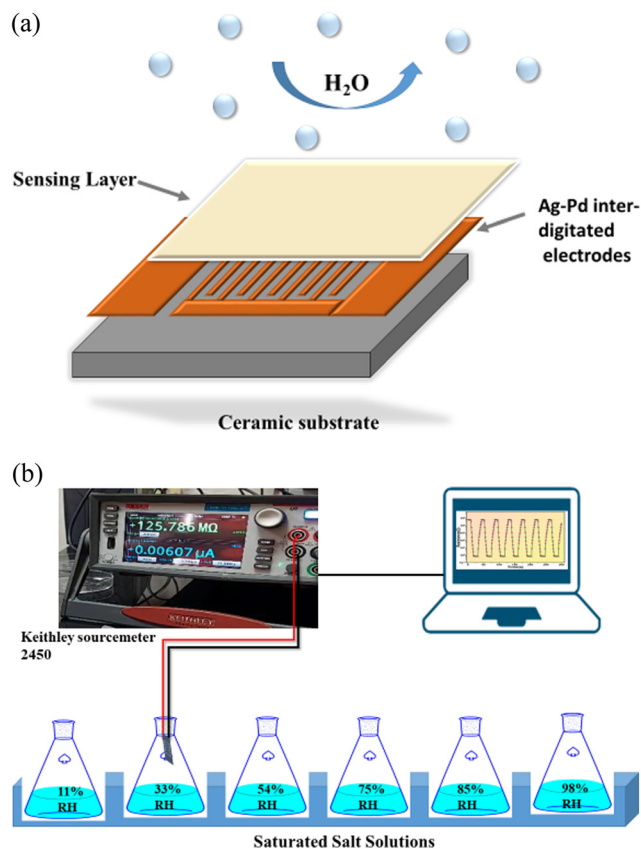 (a)
H₂O
Sensing Layer
Ag-Pd inter-
digitated
electrodes
Ceramic substrate
(b)
+125.786 MΩ
-0.00607 µA
KEITHLEY
Keithley sourcemeter
2450
11%
RH
33%
RH
54%
RH
75%
RH
85%
RH
98%
RH
Saturated Salt Solutions